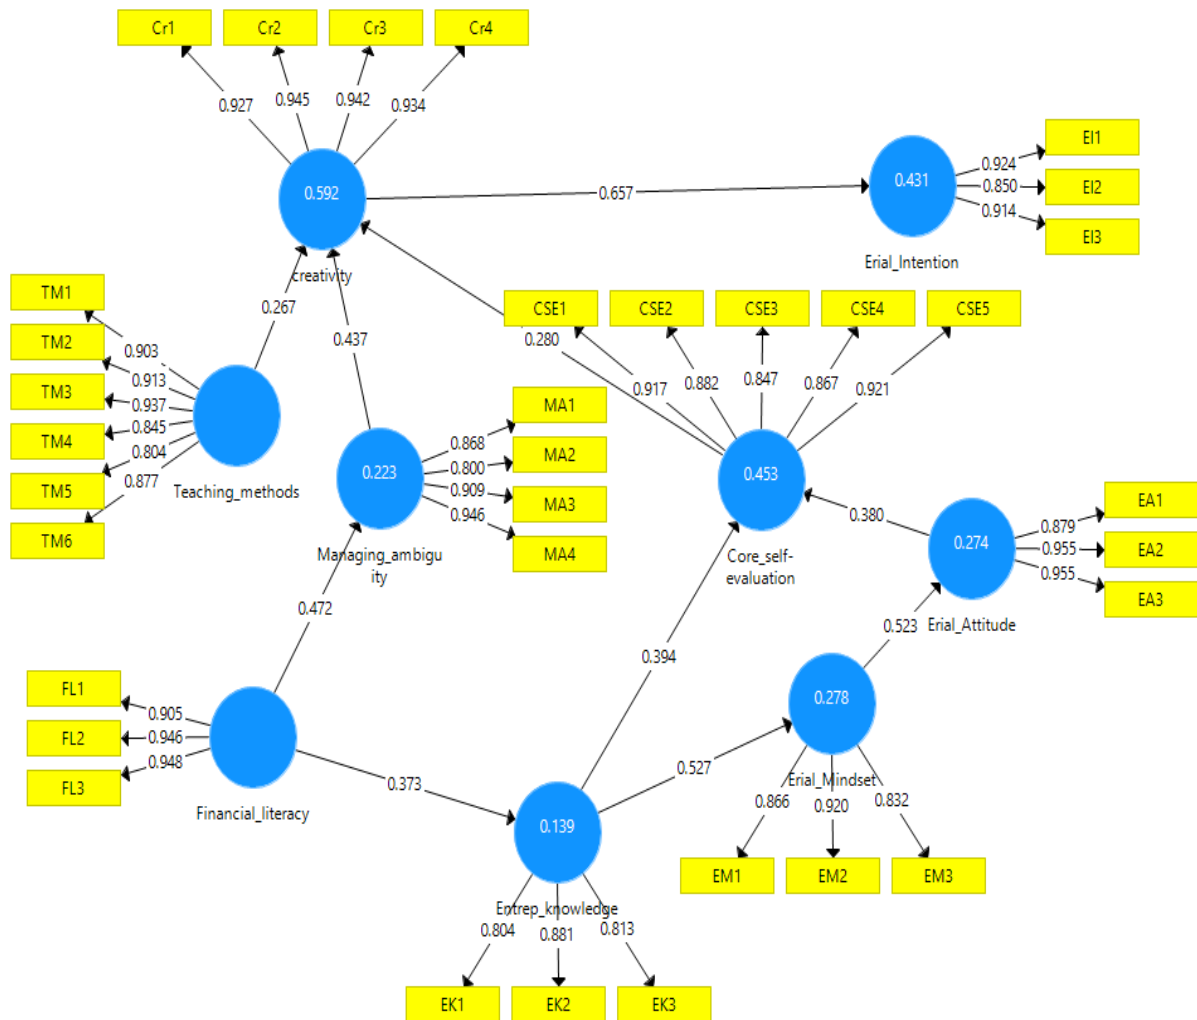 Cr1 Cr2 Cr3 Cr4
0.927 0.945 0.942 0.934
0.592
creativity
0.657
0.431
Erial_Intention
0.924
0.850
0.914
EI1
EI2
EI3
TM1
TM2
TM3
TM4
TM5
TM6
0.903
0.913
0.937
0.845
0.804
0.877
Teaching_methods
0.267
0.437
0.280
CSE1 CSE2 CSE3 CSE4 CSE5
0.917 0.882 0.847 0.867 0.921
0.453
Core_self-
evaluation
MA1
MA2
MA3
MA4
0.868
0.800
0.909
0.946
0.223
Managing_ambigu
ity
0.472
0.380
0.274
Erial_Attitude
0.879
0.955
0.955
EA1
EA2
EA3
0.523
0.394
0.278
Erial_Mindset
0.866 0.920 0.832
EM1 EM2 EM3
FL1
FL2
FL3
0.905
0.946
0.948
Financial_literacy
0.373
0.527
0.139
Entrep_knowledge
0.804 0.881 0.813
EK1 EK2 EK3